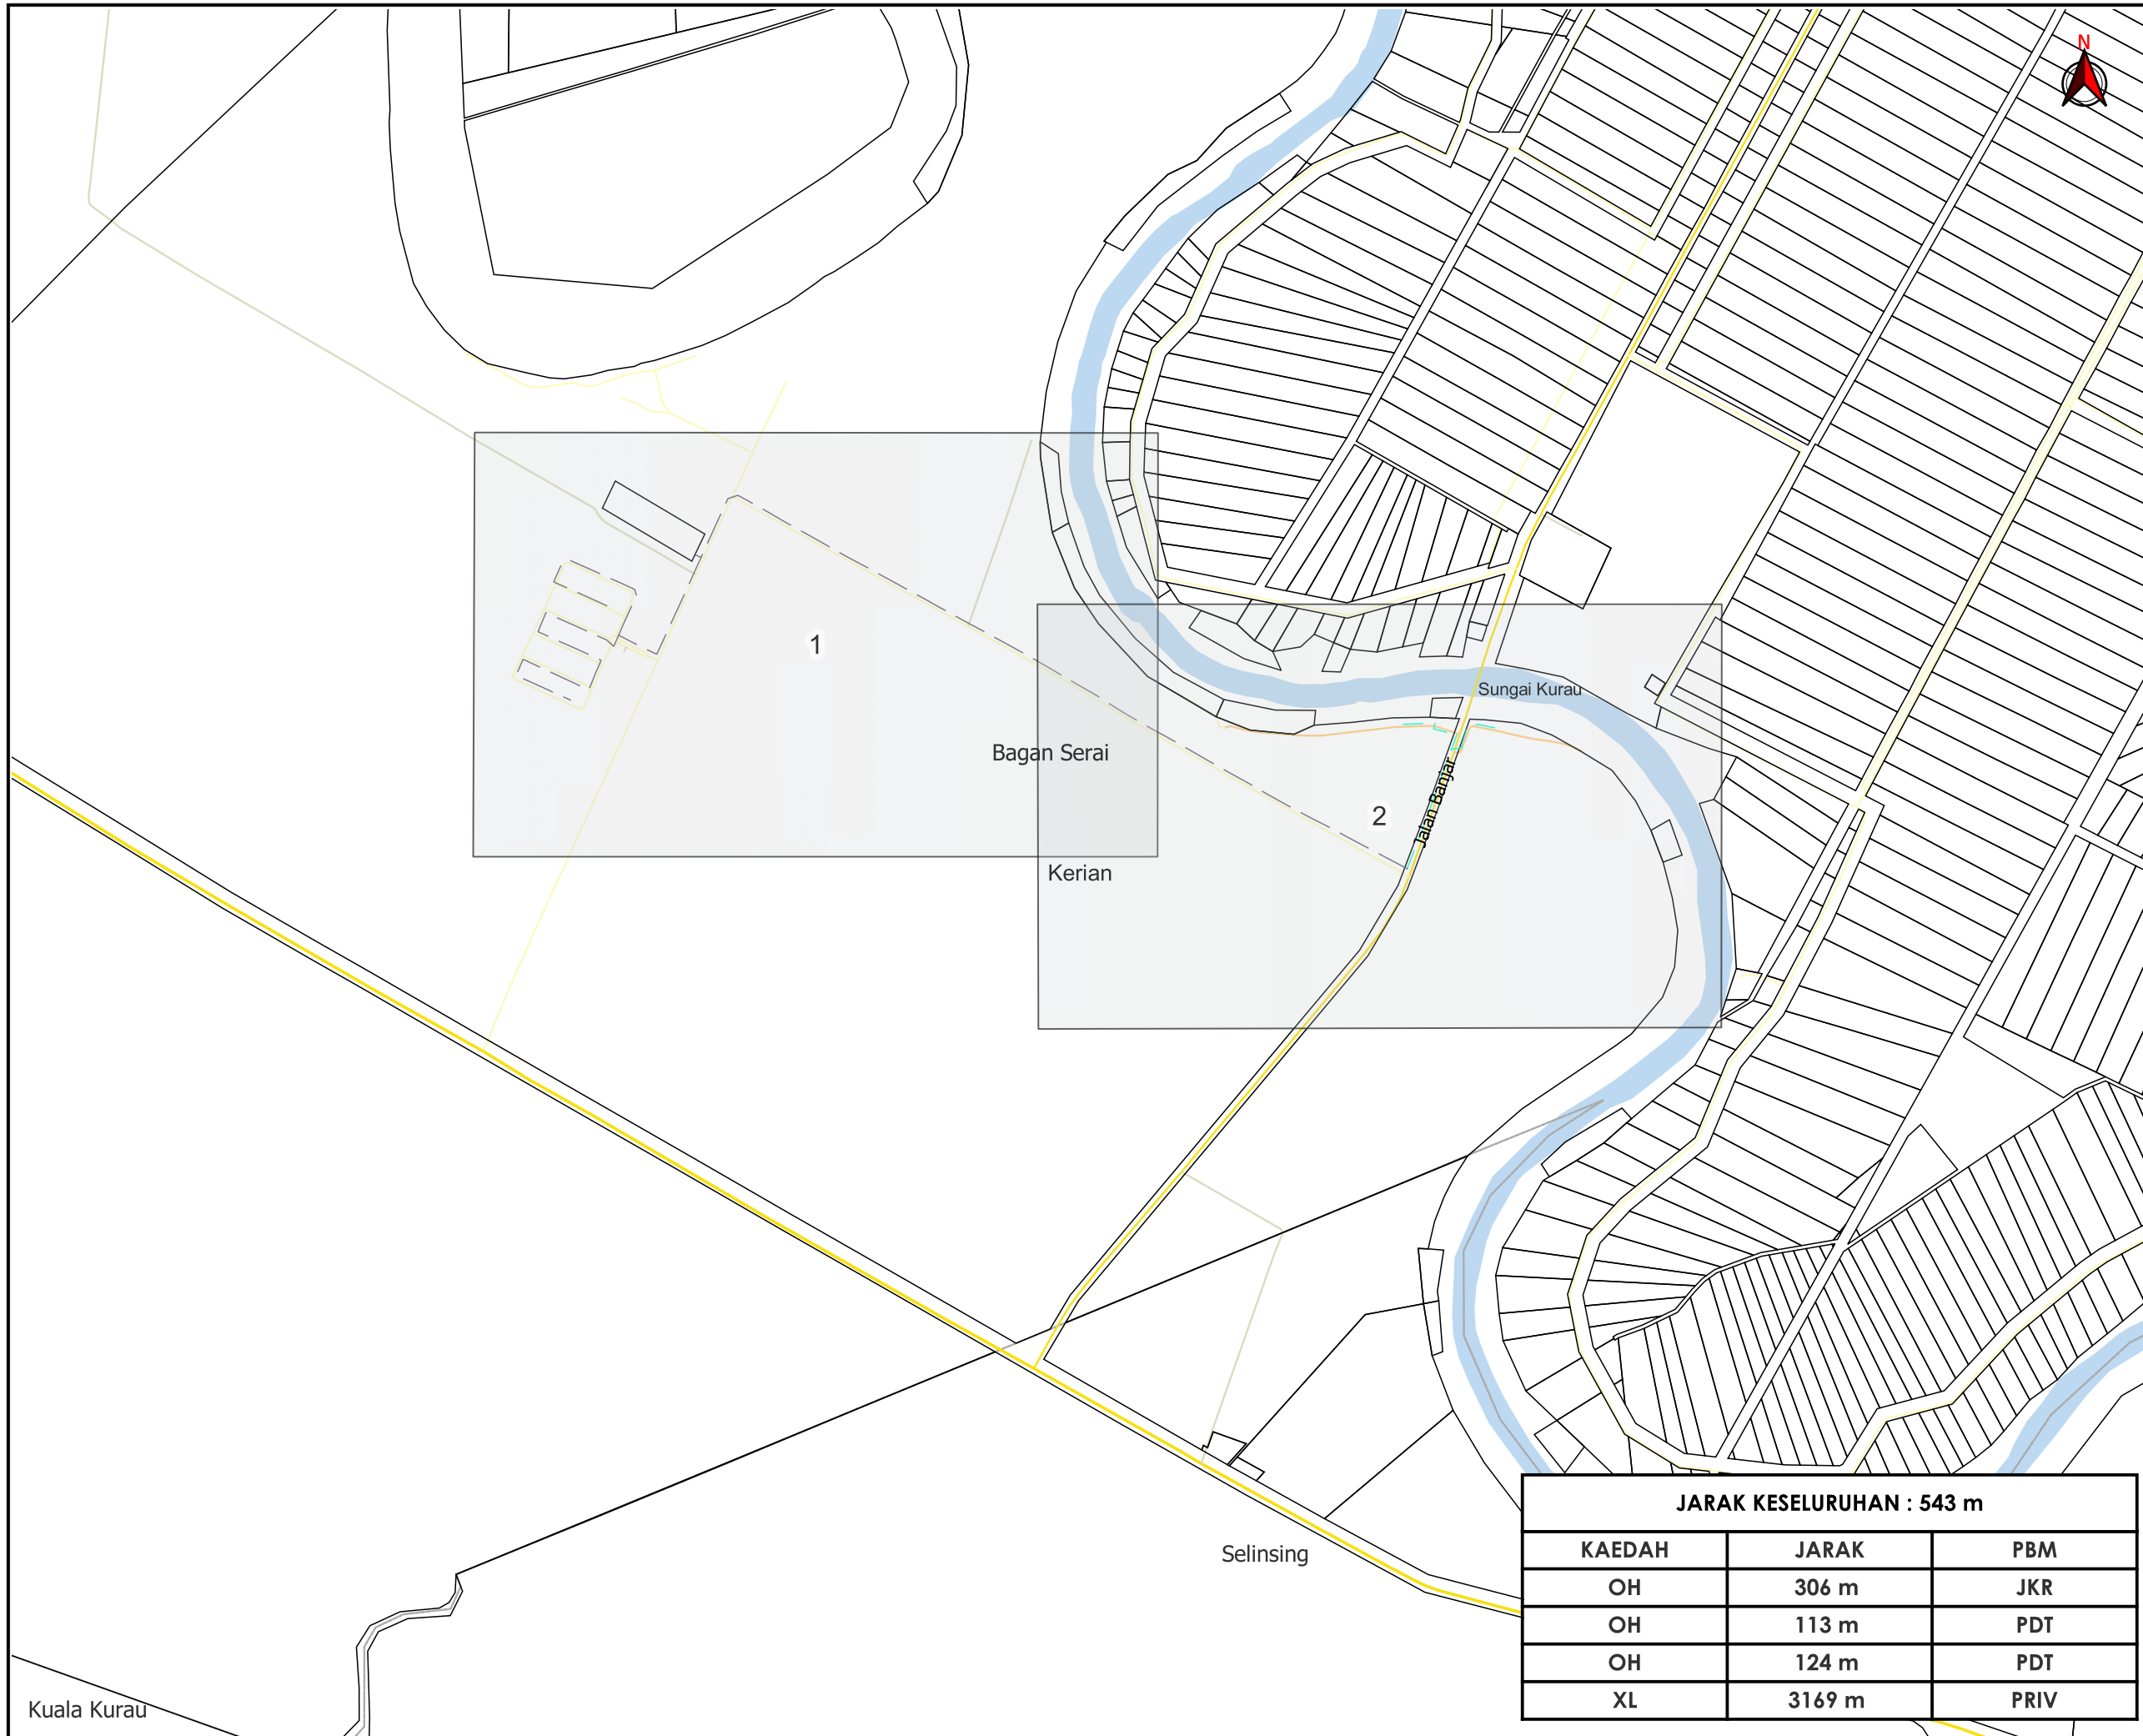 N
1
Sungai Kurau
Bagan Serai
Jalan Banjar
2
Kerian
Selinsing
Kuala Kurau
JARAK KESELURUHAN : 543 m
KAEDAH JARAK PBM
OH 306 m JKR
OH 113 m PDT
OH 124 m PDT
XL 3169 m PRIV